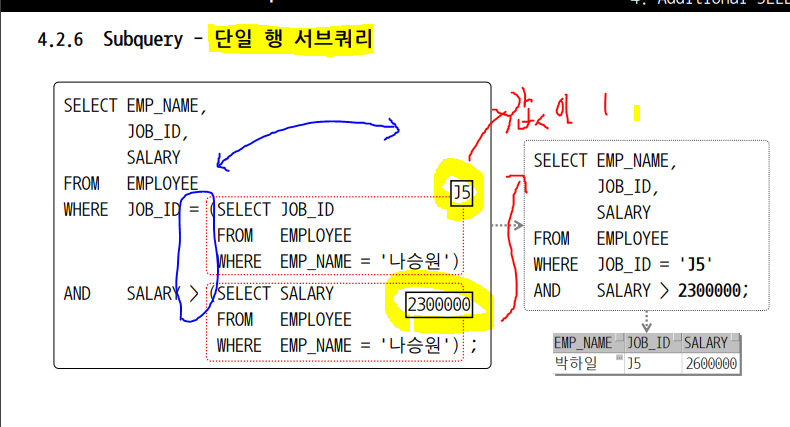 4.2.6 Subquery - 단일 행 서브쿼리
SELECT EMP_NAME,
JOB_ID,
SALARY
FROM EMPLOYEE
WHERE JOB_ID = (SELECT JOB_ID
FROM EMPLOYEE
WHERE EMP_NAME = '나승원')
J5
AND SALARY > (SELECT SALARY
FROM EMPLOYEE
WHERE EMP_NAME = '나승원') ;
2300000
값이 1
SELECT EMP_NAME,
JOB_ID,
SALARY
FROM EMPLOYEE
WHERE JOB_ID = 'J5'
AND SALARY > 2300000;
EMP_NAME JOB_ID SALARY
박하일 J5 2600000